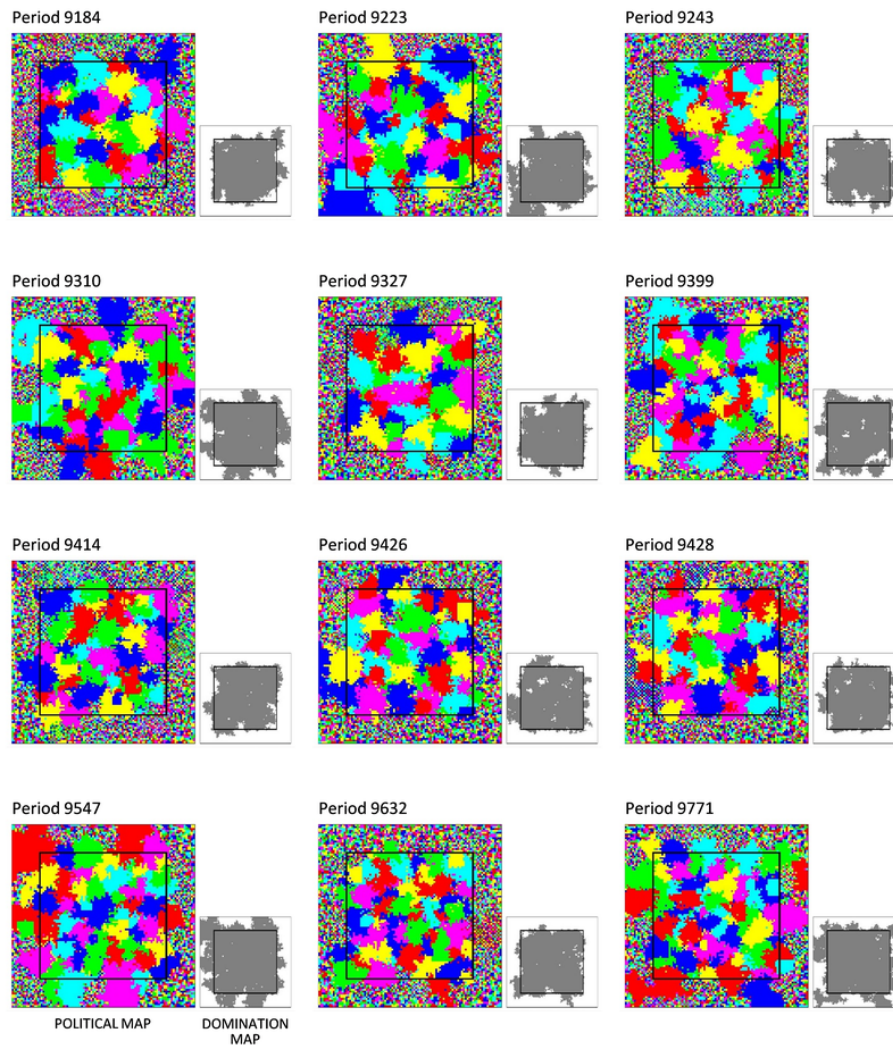 Period 9184
Period 9223
Period 9243
Period 9310
Period 9327
Period 9399
Period 9414
Period 9426
Period 9428
Period 9547
Period 9632
Period 9771
POLITICAL MAP
DOMINATION
MAP